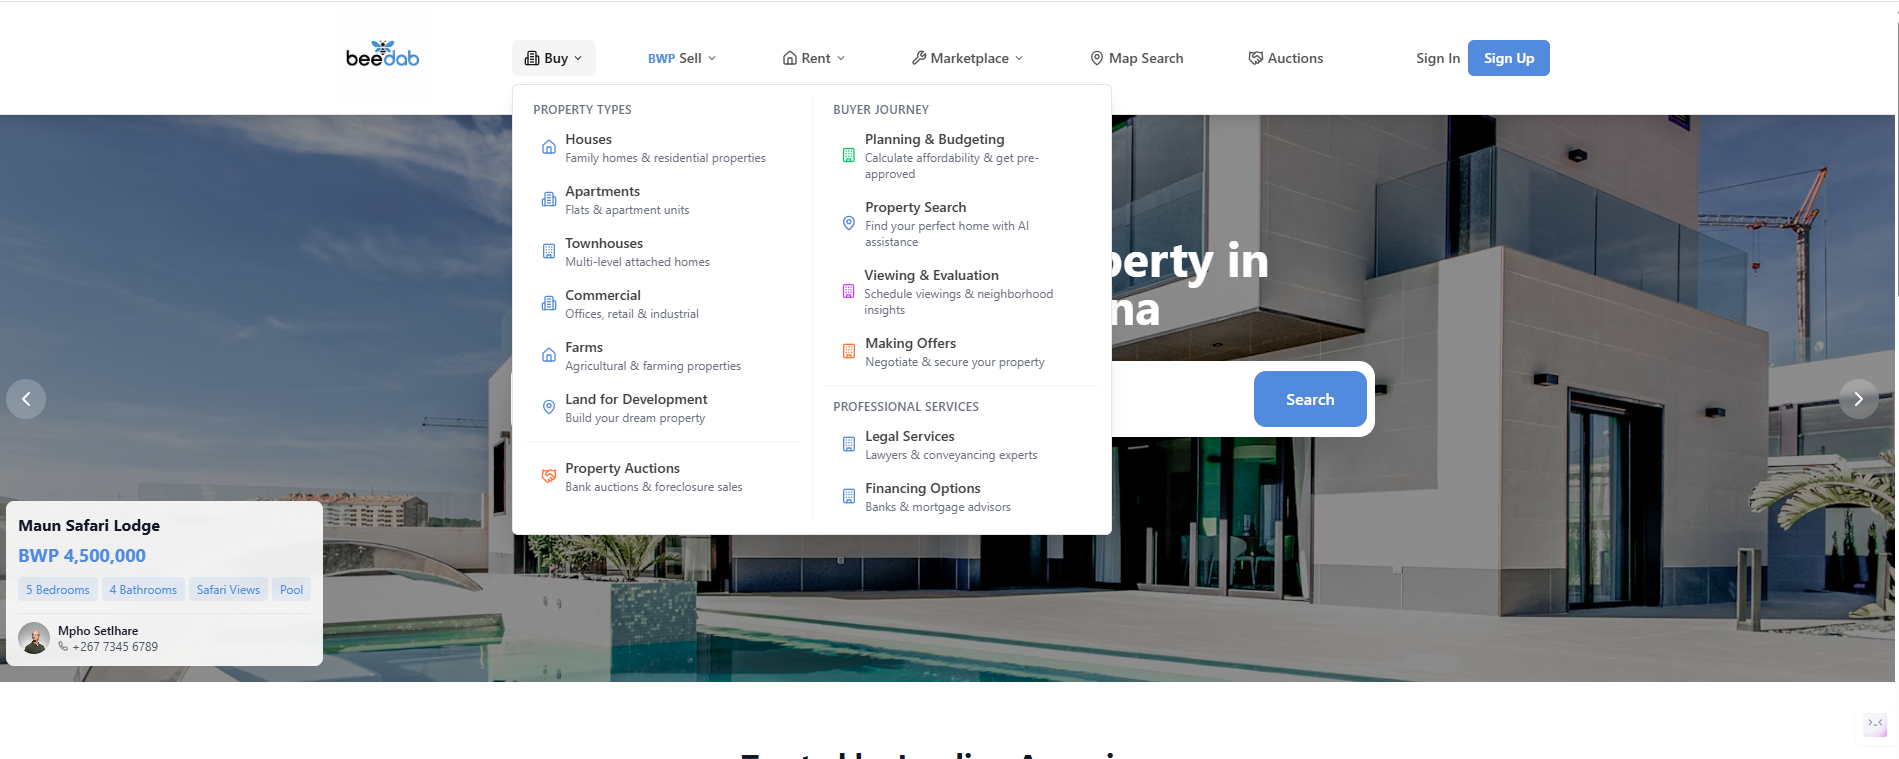 beedab
Buy
BWP Sell
Rent
Marketplace
Map Search
Auctions
Sign In
Sign Up
PROPERTY TYPES
Houses
Family homes & residential properties
Apartments
Flats & apartment units
Townhouses
Multi-level attached homes
Commercial
Offices, retail & industrial
Farms
Agricultural & farming properties
Land for Development
Build your dream property
Property Auctions
Bank auctions & foreclosure sales
BUYER JOURNEY
Planning & Budgeting
Calculate affordability & get pre-
approved
Property Search
Find your perfect home with AI
assistance
Viewing & Evaluation
Schedule viewings & neighborhood
insights
Making Offers
Negotiate & secure your property
PROFESSIONAL SERVICES
Legal Services
Lawyers & conveyancing experts
Financing Options
Banks & mortgage advisors
perty in
na
Search
Maun Safari Lodge
BWP 4,500,000
5 Bedrooms
4 Bathrooms
Safari Views
Pool
Mpho Setlhare
+267 7345 6789